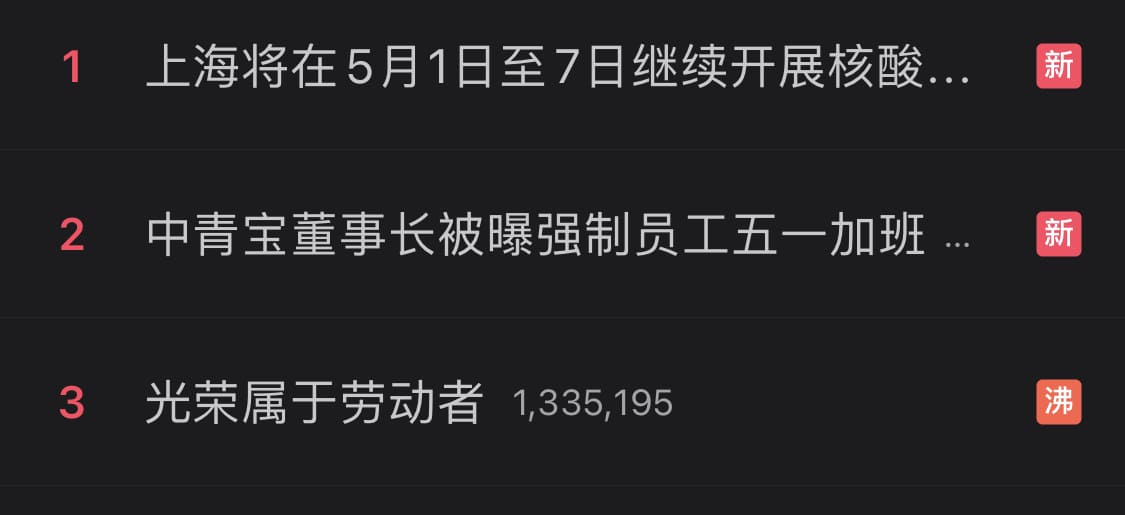 1 上海将在5月1日至7日继续开展核酸... 新
2 中青宝董事长被曝强制员工五一加班 ... 新
3 光荣属于劳动者 1,335,195 沸